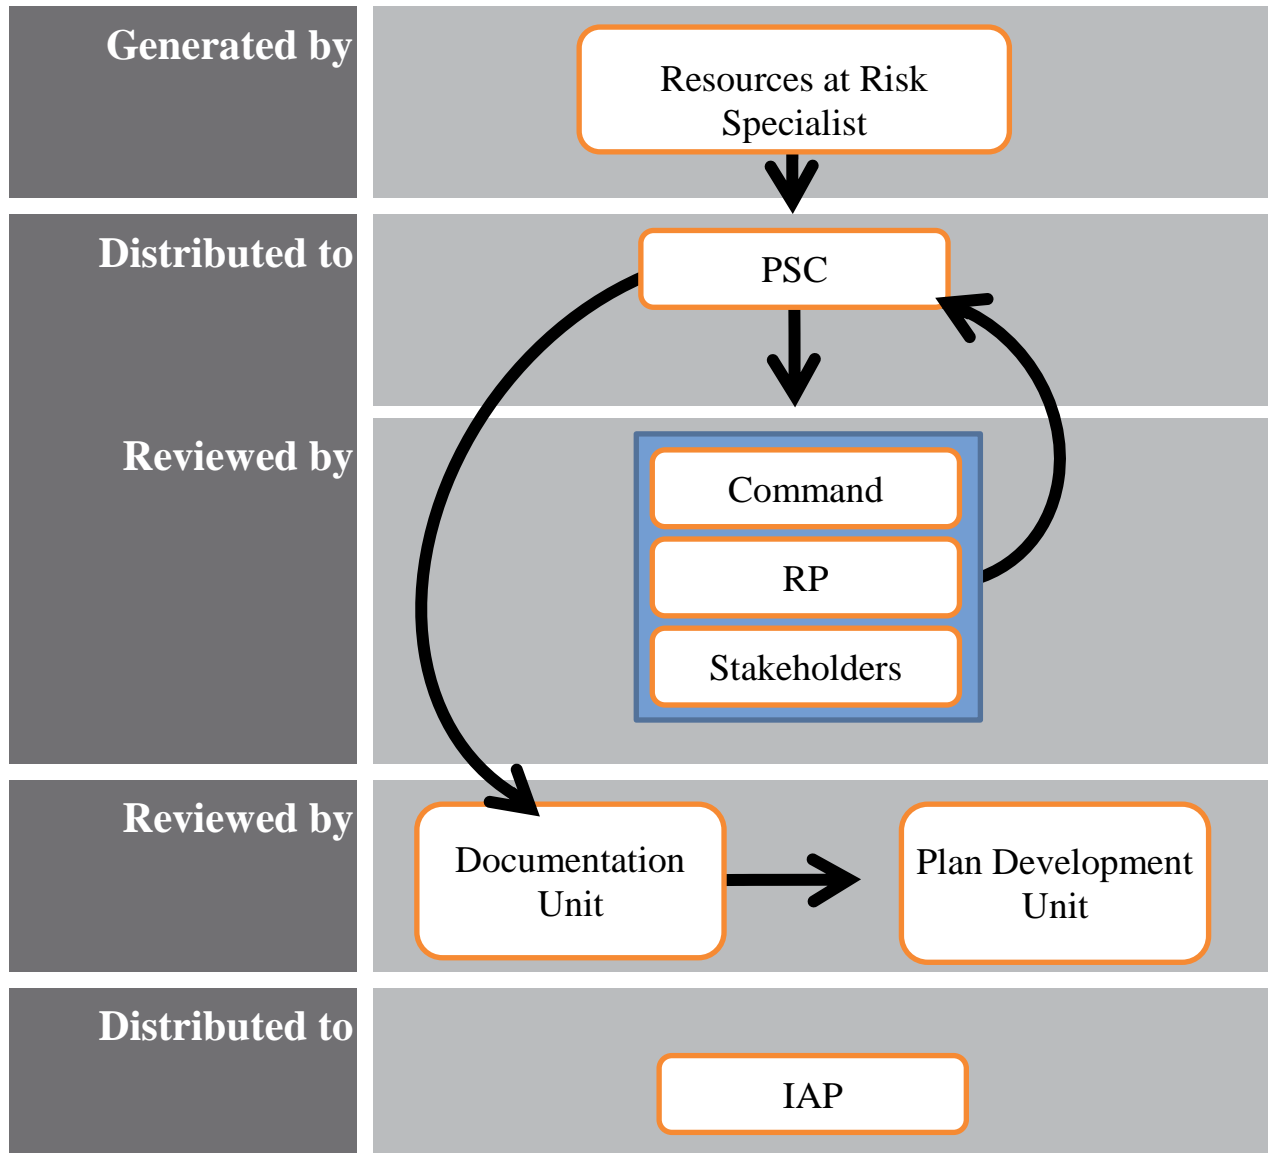 Generated by
Resources at Risk
Specialist
Distributed to
PSC
Reviewed by
Command
RP
Stakeholders
Reviewed by
Documentation
Unit
Plan Development
Unit
Distributed to
IAP